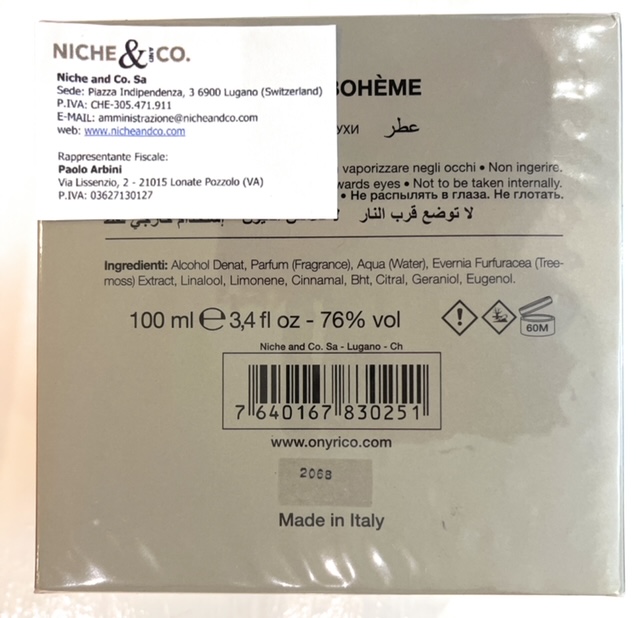 NICHE & AND CO.
Niche and Co. Sa
Sede: Piazza Indipendenza, 3 6900 Lugano (Switzerland)
P.IVA: CHE-305.471.911
E-MAIL: amministrazione@nicheandco.com
web: www.nicheandco.com
Rappresentante Fiscale:
Paolo Arbini
Via Lissenzio, 2 - 21015 Lonate Pozzolo (VA)
P.IVA: 03627130127
BOHÈME
УХИ عطر
vaporizzare negli occhi • Non ingerire.
wards eyes • Not to be taken internally.
• Не распылять в глаза. Не глотать.
لا توضع قرب النار
Ingredienti: Alcohol Denat, Parfum (Fragrance), Aqua (Water), Evernia Furfuracea (Tree-
moss) Extract, Linalool, Limonene, Cinnamal, Bht, Citral, Geraniol, Eugenol.
100 ml ℮ 3,4 fl oz - 76% vol
60M
Niche and Co. Sa - Lugano - Ch
7 640167 830251
www.onyrico.com
2068
Made in Italy